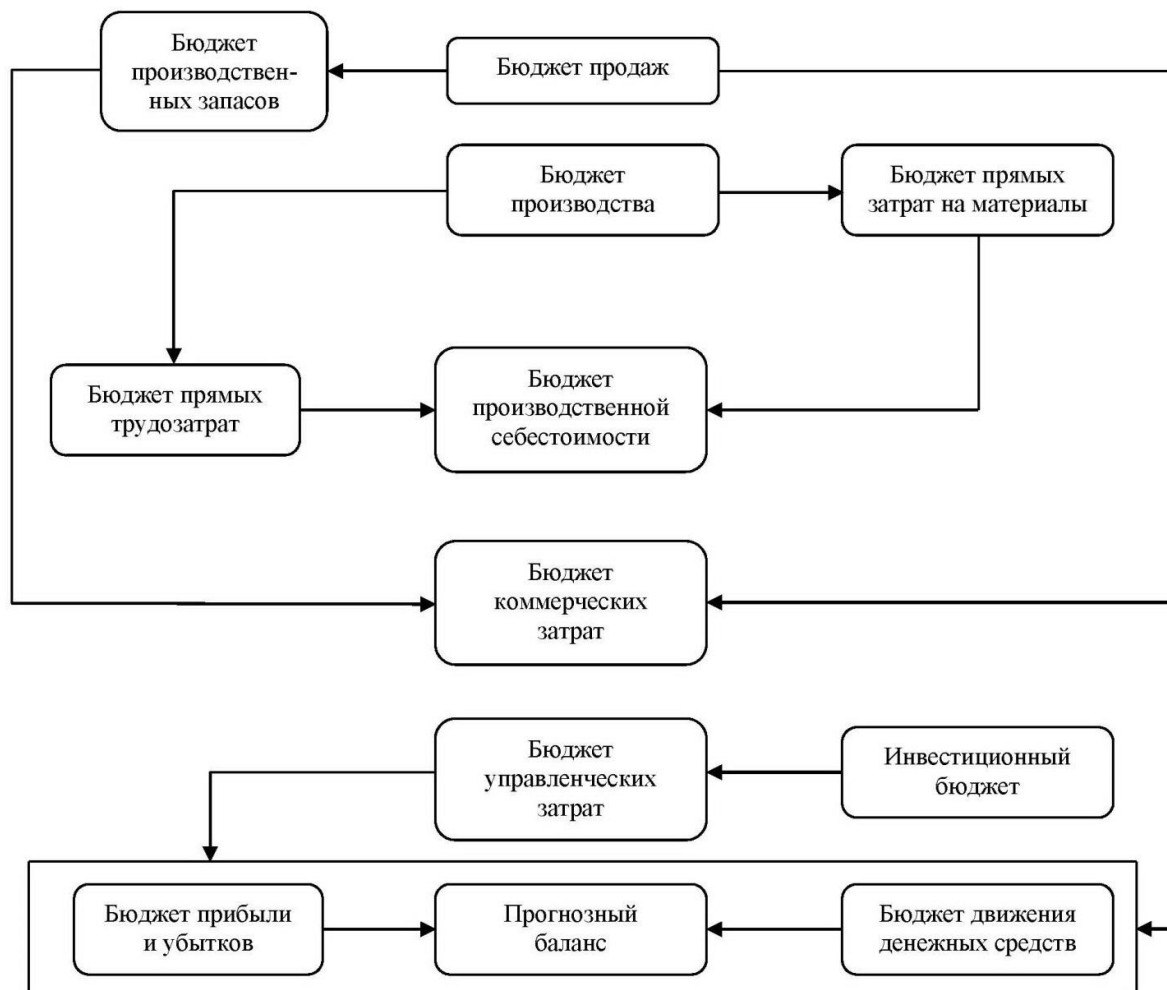 Бюджет
производствен-
ных запасов
Бюджет продаж
Бюджет
производства
Бюджет прямых
затрат на материалы
Бюджет прямых
трудозатрат
Бюджет
производственной
себестоимости
Бюджет
коммерческих
затрат
Бюджет
управленческих
затрат
Инвестиционный
бюджет
Бюджет прибыли
и убытков
Прогнозный
баланс
Бюджет движения
денежных средств